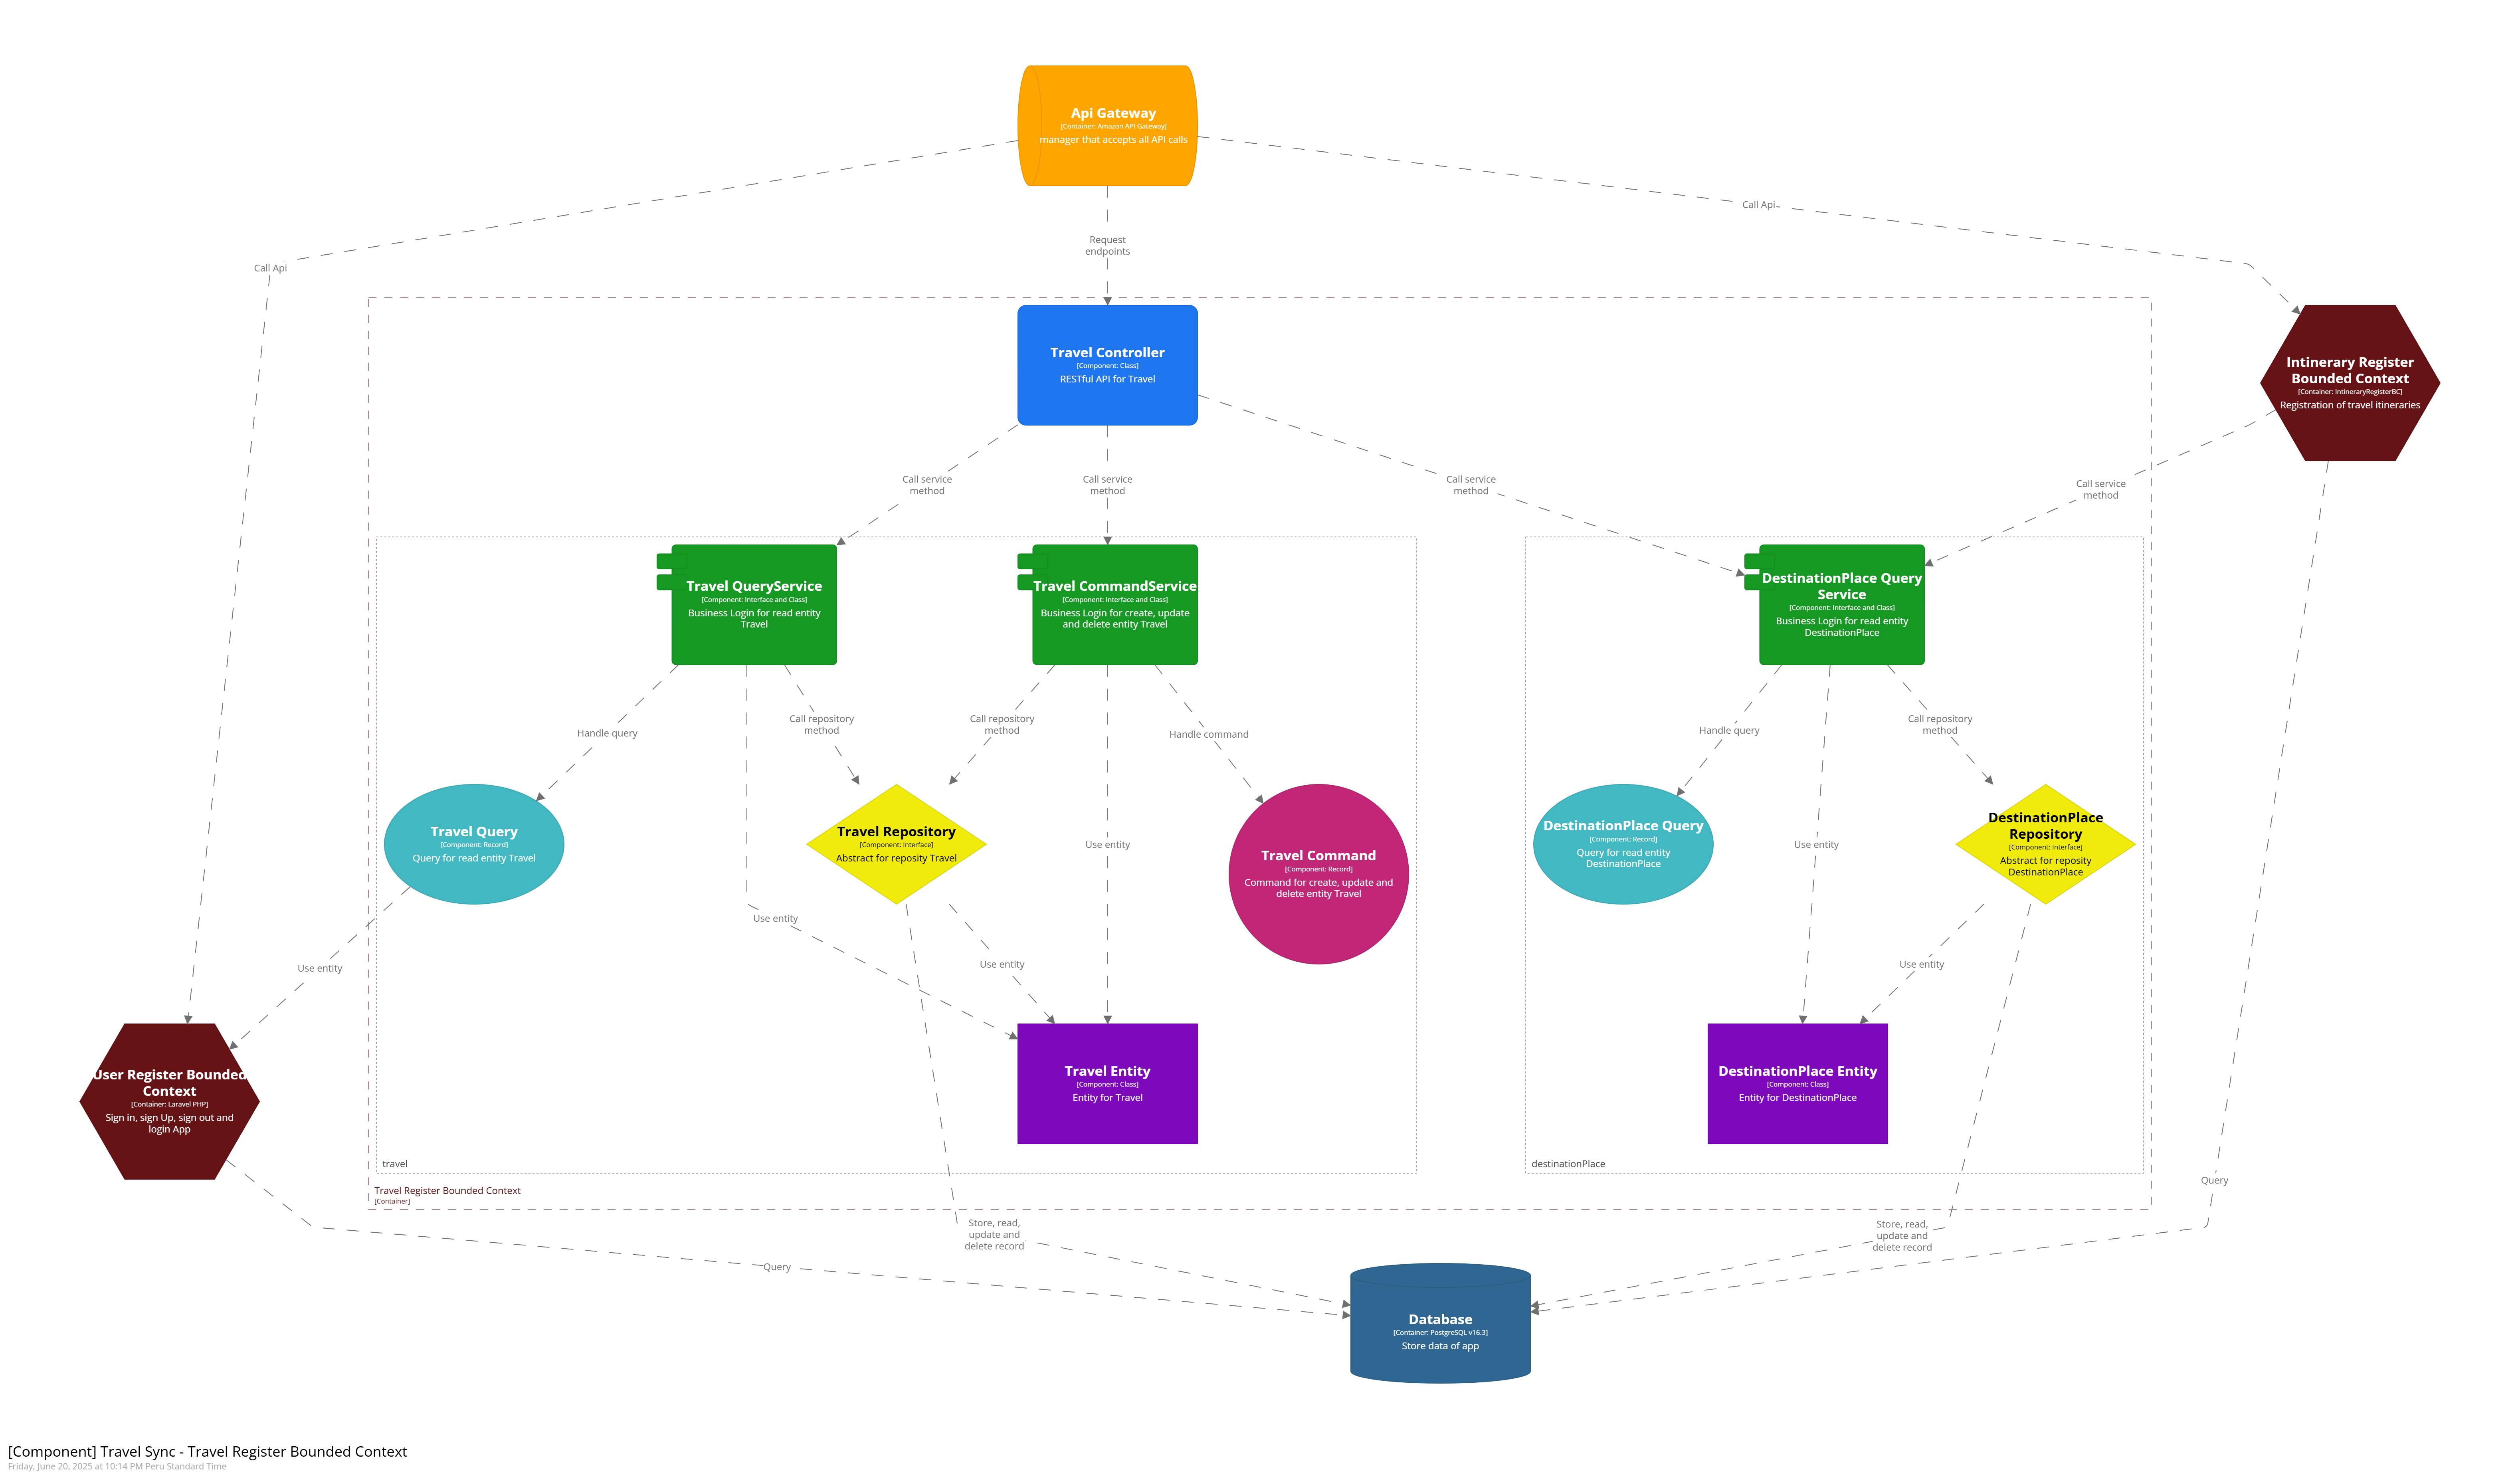 Api Gateway
[Container: Amazon API Gateway]
manager that accepts all API calls
Call Api
Request
endpoints
Call Api
Travel Controller
[Component: Class]
RESTful API for Travel
Intinerary Register
Bounded Context
[Container: IntineraryRegisterBC]
Registration of travel itineraries
Call service
method
Call service
method
Call service
method
Call service
method
Travel QueryService
[Component: Interface and Class]
Business Login for read entity
Travel
Travel CommandService
[Component: Interface and Class]
Business Login for create, update
and delete entity Travel
DestinationPlace Query
Service
[Component: Interface and Class]
Business Login for read entity
DestinationPlace
Handle query
Call repository
method
Call repository
method
Handle command
Handle query
Call repository
method
Travel Query
[Component: Record]
Query for read entity Travel
Travel Repository
[Component: Interface]
Abstract for reposity Travel
Use entity
Travel Command
[Component: Record]
Command for create, update and
delete entity Travel
DestinationPlace Query
[Component: Record]
Query for read entity
DestinationPlace
Use entity
DestinationPlace
Repository
[Component: Interface]
Abstract for reposity
DestinationPlace
Use entity
Use entity
Use entity
Use entity
User Register Bounded
Context
[Container: Laravel PHP]
Sign in, sign Up, sign out and
login App
Travel Entity
[Component: Class]
Entity for Travel
DestinationPlace Entity
[Component: Class]
Entity for DestinationPlace
travel
destinationPlace
Travel Register Bounded Context
[Container]
Query
Store, read,
update and
delete record
Store, read,
update and
delete record
Query
Database
[Container: PostgreSQL v16.3]
Store data of app
[Component] Travel Sync - Travel Register Bounded Context
Friday, June 20, 2025 at 10:14 PM Peru Standard Time